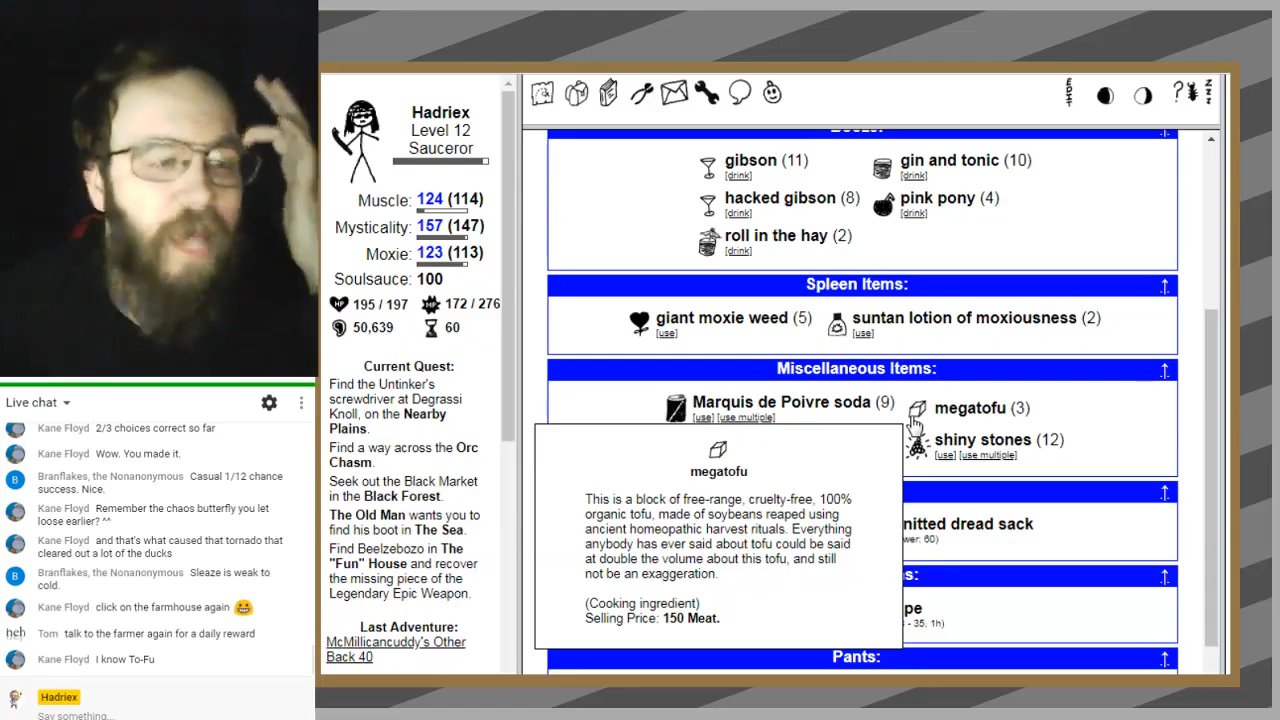 Hadriex
Level 12
Sauceror
Muscle: 124 (114)
Mysticality: 157 (147)
Moxie: 123 (113)
Soulsauce: 100
HP 195 / 197 MP 172 / 276
50,639 60
Current Quest:
Find the Untinker's
screwdriver at Degrassi
Knoll, on the Nearby
Plains.
Find a way across the Orc
Chasm.
Seek out the Black Market
in the Black Forest.
The Old Man wants you to
find his boot in The Sea.
Find Beelzebozo in The
"Fun" House and recover
the missing piece of the
Legendary Epic Weapon.
Last Adventure:
McMillicancuddy's Other
Back 40
gibson (11)
[drink]
gin and tonic (10)
[drink]
hacked gibson (8)
[drink]
pink pony (4)
[drink]
roll in the hay (2)
[drink]
Spleen Items:
giant moxie weed (5)
[use]
suntan lotion of moxiousness (2)
[use]
Miscellaneous Items:
Marquis de Poivre soda (9)
[use] [use multiple]
megatofu (3)
shiny stones (12)
[use] [use multiple]
megatofu
This is a block of free-range, cruelty-free, 100%
organic tofu, made of soybeans reaped using
ancient homeopathic harvest rituals. Everything
anybody has ever said about tofu could be said
at double the volume about this tofu, and still
not be an exaggeration.
(Cooking ingredient)
Selling Price: 150 Meat.
nitted dread sack
wer: 60)
s:
pe
- 35, 1h)
Pants:
Live chat
Kane Floyd 2/3 choices correct so far
Kane Floyd Wow. You made it.
B Branflakes, the Nonanonymous Casual 1/12 chance
success. Nice.
Kane Floyd Remember the chaos butterfly you let
loose earlier? ^^
Kane Floyd and that's what caused that tornado that
cleared out a lot of the ducks
B Branflakes, the Nonanonymous Sleaze is weak to
cold.
Kane Floyd click on the farmhouse again 😀
heh Tom talk to the farmer again for a daily reward
Kane Floyd I know To-Fu
Hadriex
Say something...